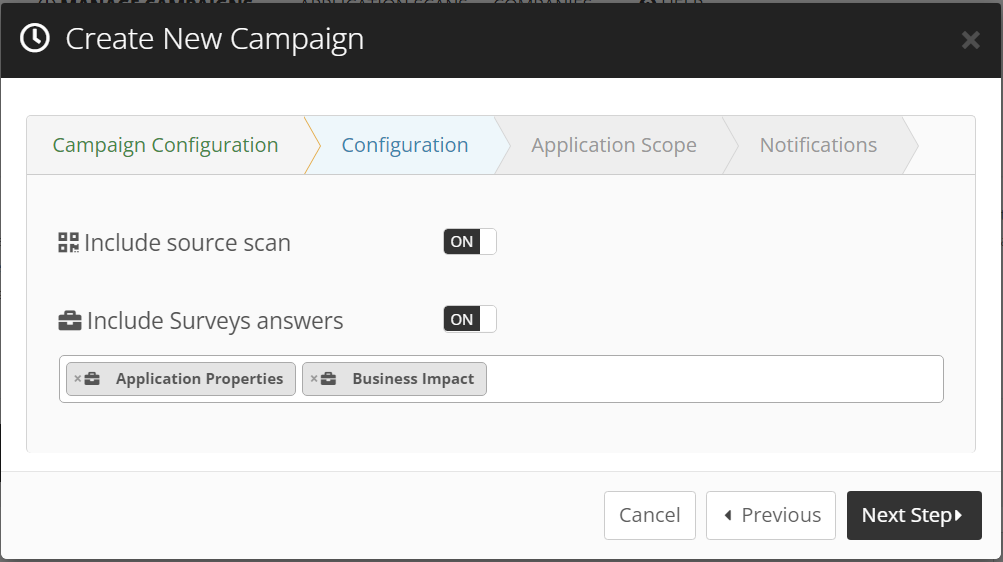 Create New Campaign ×
Campaign Configuration Configuration Application Scope Notifications
Include source scan ON
Include Surveys answers ON
× Application Properties × Business Impact
Cancel Previous Next Step